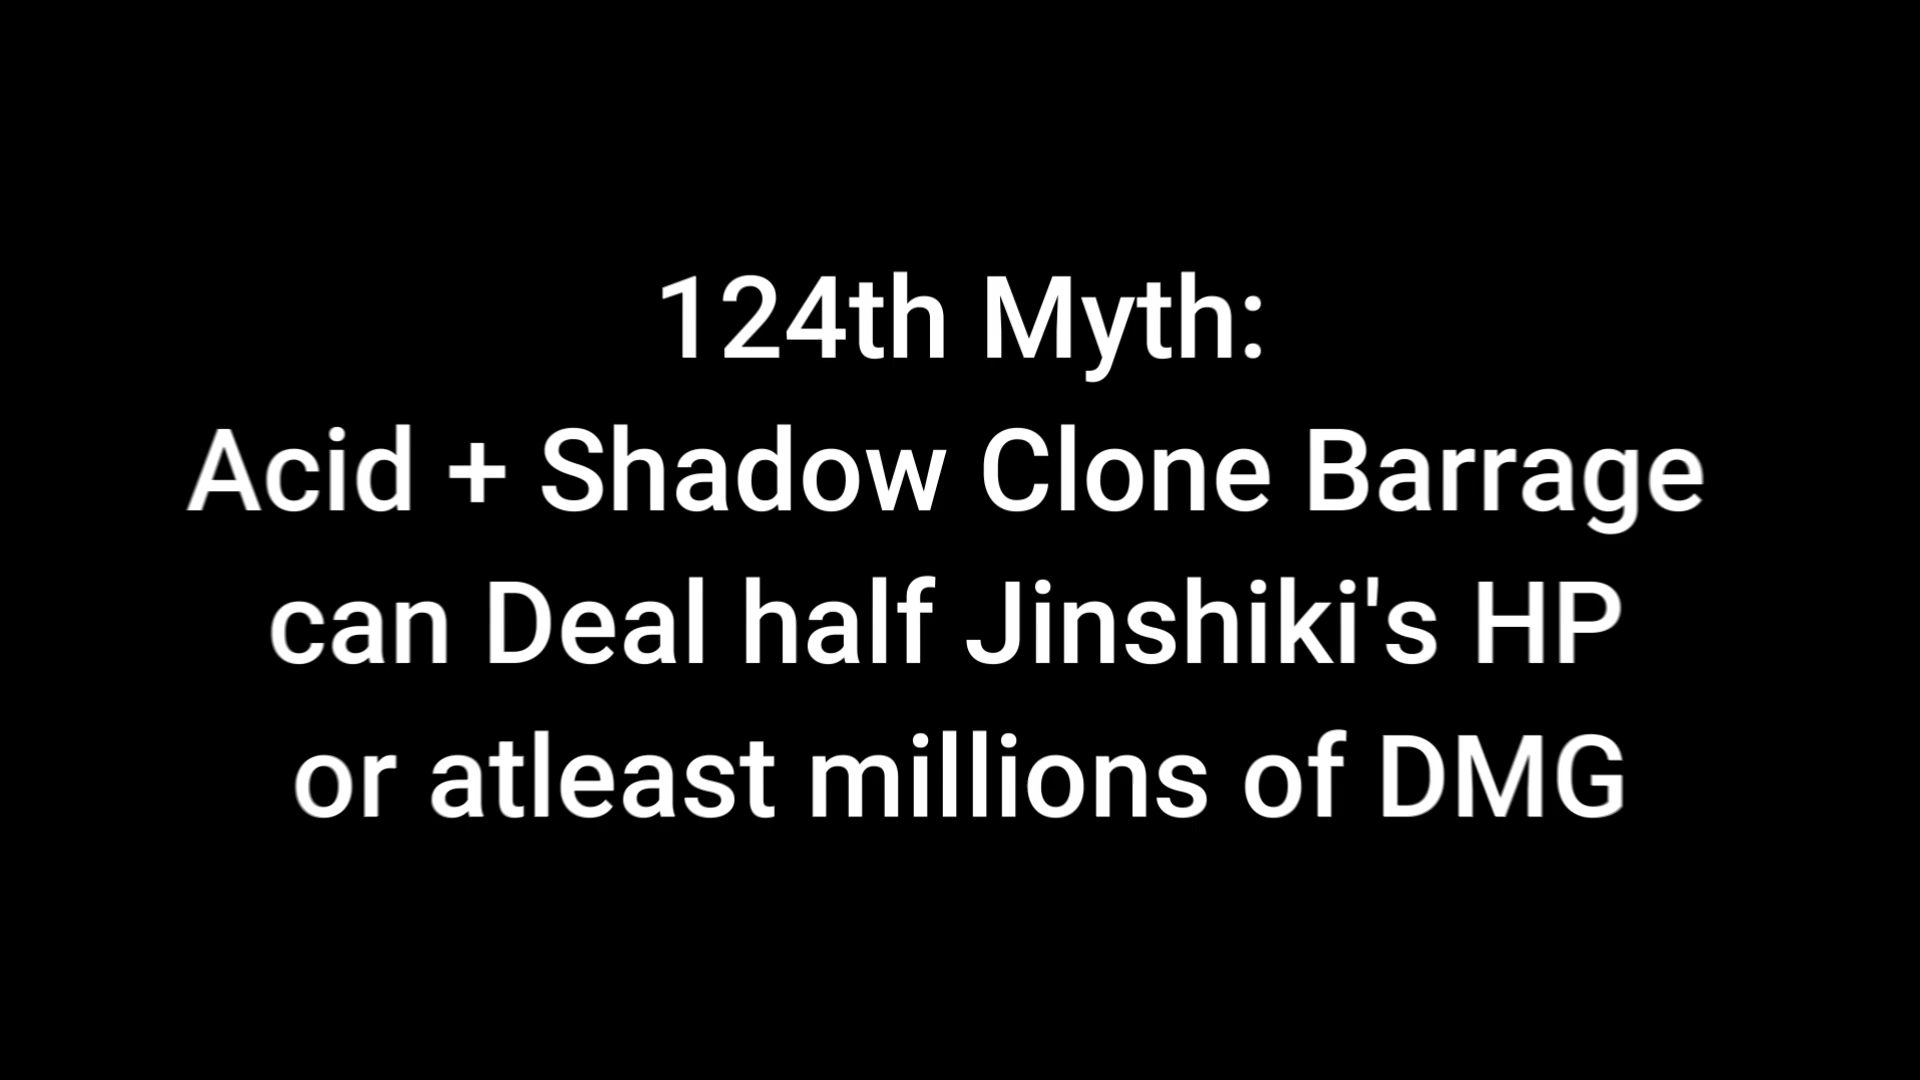 124th Myth:
Acid + Shadow Clone Barrage
can Deal half Jinshiki's HP
or atleast millions of DMG